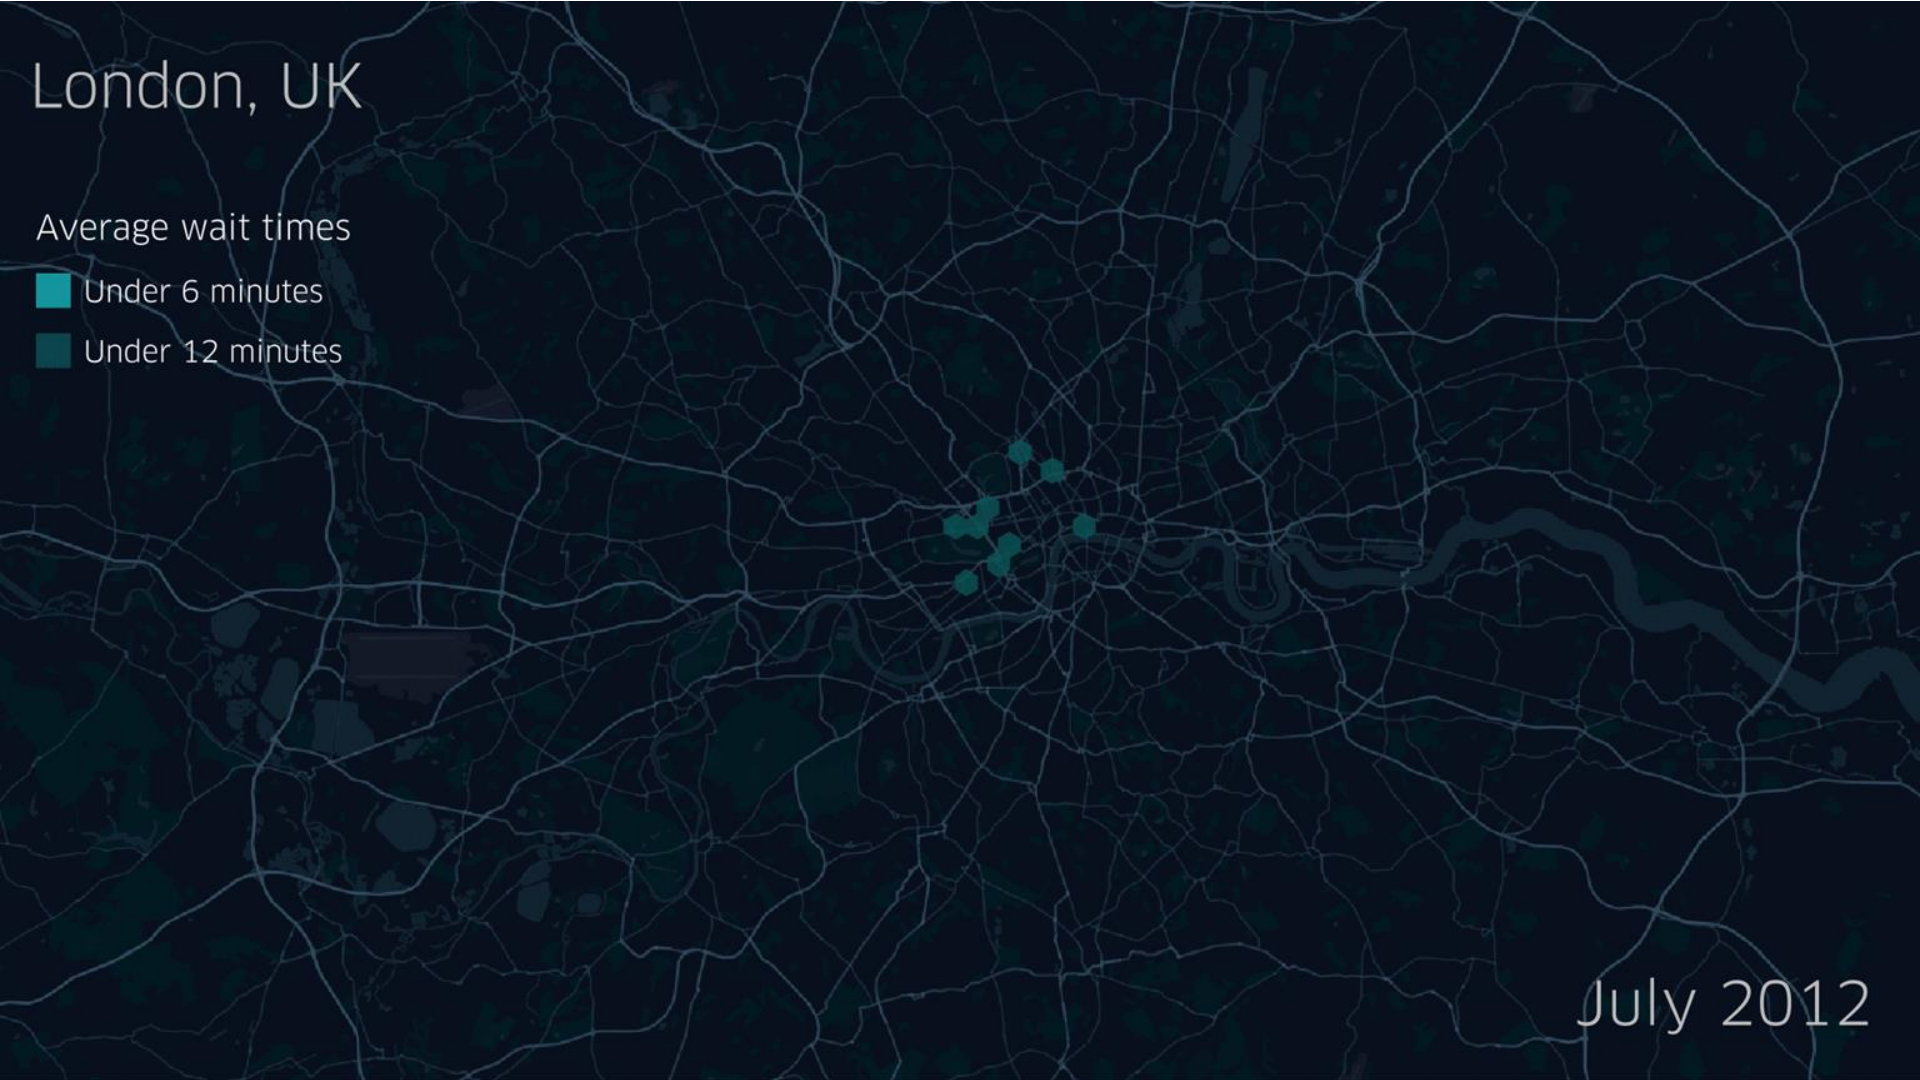 London, UK
Average wait times
Under 6 minutes
Under 12 minutes
July 2012